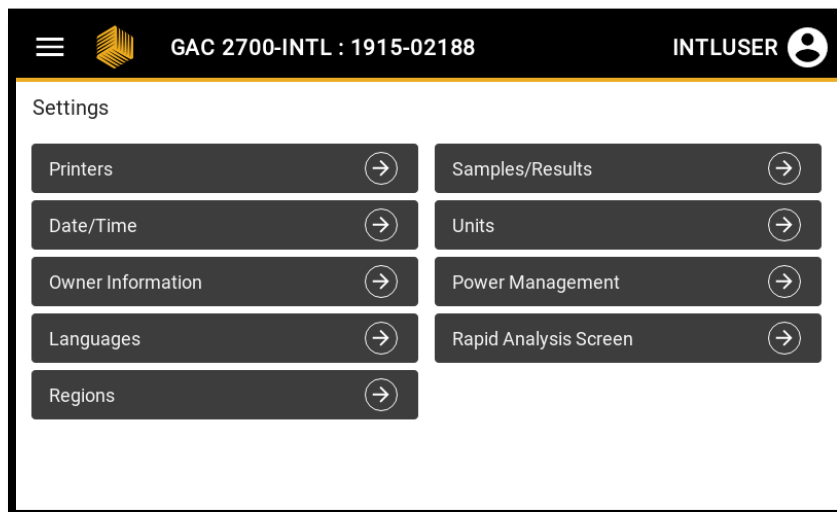 GAC 2700-INTL : 1915-02188
INTLUSER
Settings
Printers
Samples/Results
Date/Time
Units
Owner Information
Power Management
Languages
Rapid Analysis Screen
Regions